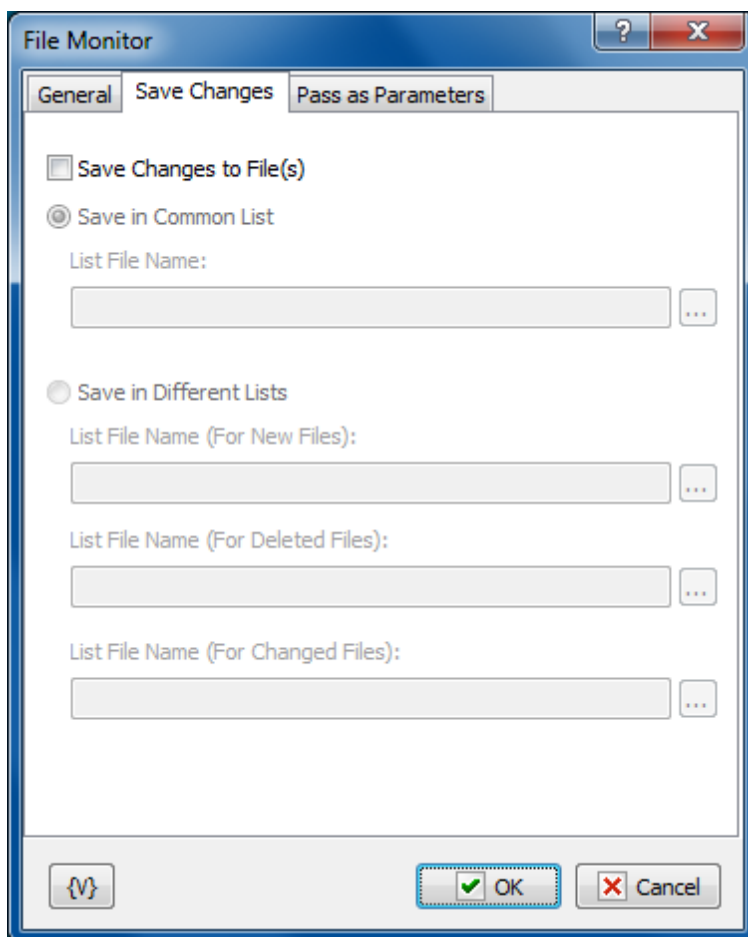 File Monitor ? X
General Save Changes Pass as Parameters
Save Changes to File(s)
Save in Common List
List File Name:
...
Save in Different Lists
List File Name (For New Files):
...
List File Name (For Deleted Files):
...
List File Name (For Changed Files):
...
{V} OK Cancel